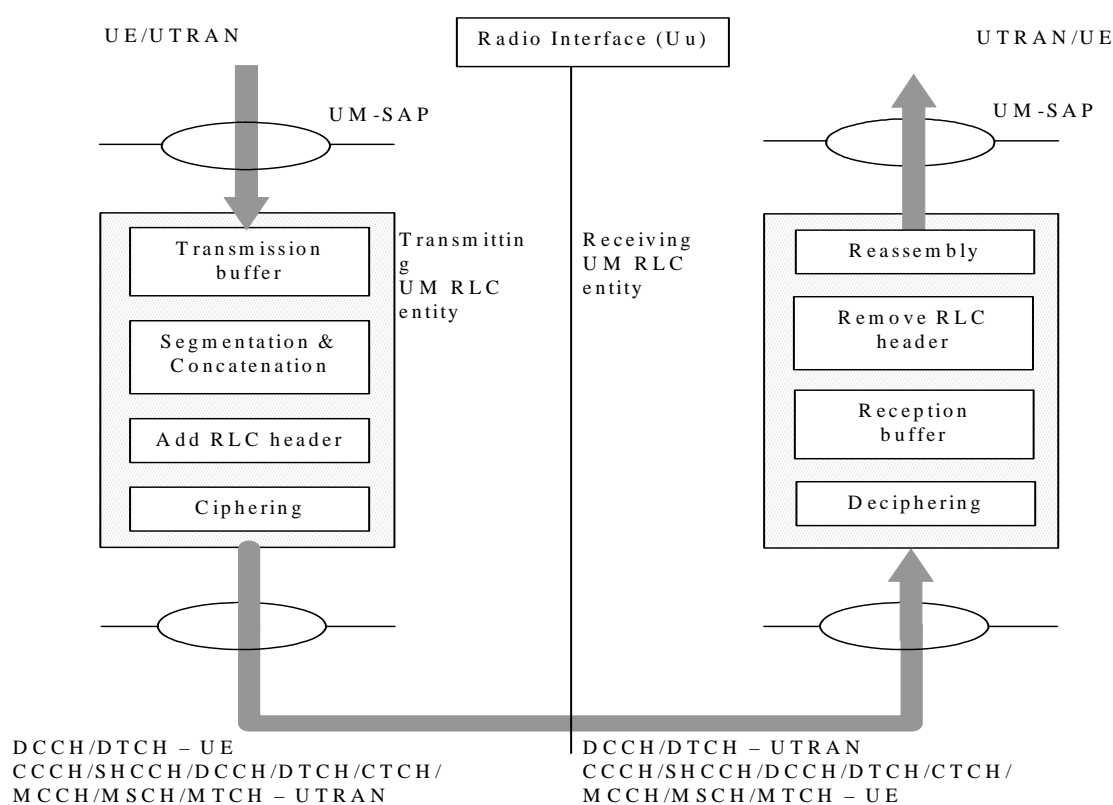 UE/UTRAN
Radio Interface (Uu)
UTRAN/UE
UM-SAP
UM-SAP
Transmission
buffer
Segmentation &
Concatenation
Add RLC header
Ciphering
Transmittin
g
UM RLC
entity
Receiving
UM RLC
entity
Reassembly
Remove RLC
header
Reception
buffer
Deciphering
DCCH/DTCH – UE
CCCH/SHCCH/DCCH/DTCH/CTCH/
MCCH/MSCH/MTCH – UTRAN
DCCH/DTCH – UTRAN
CCCH/SHCCH/DCCH/DTCH/CTCH/
MCCH/MSCH/MTCH – UE